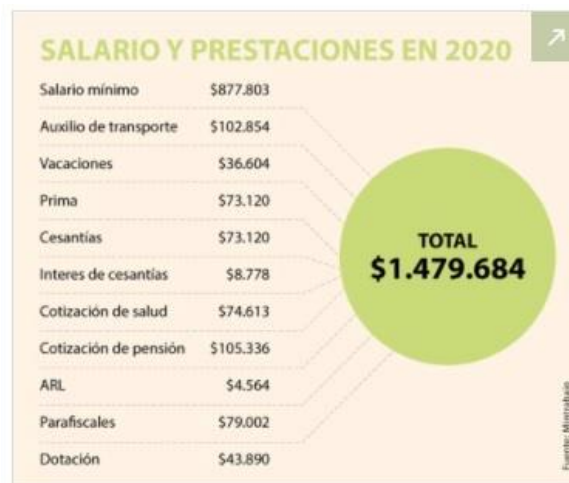 SALARIO Y PRESTACIONES EN 2020
Salario mínimo $877.803
Auxilio de transporte $102.854
Vacaciones $36.604
Prima $73.120
Cesantías $73.120
Interes de cesantías $8.778
Cotización de salud $74.613
Cotización de pensión $105.336
ARL $4.564
Parafiscales $79.002
Dotación $43.890
TOTAL
$1.479.684
Fuente: Mintrabajo